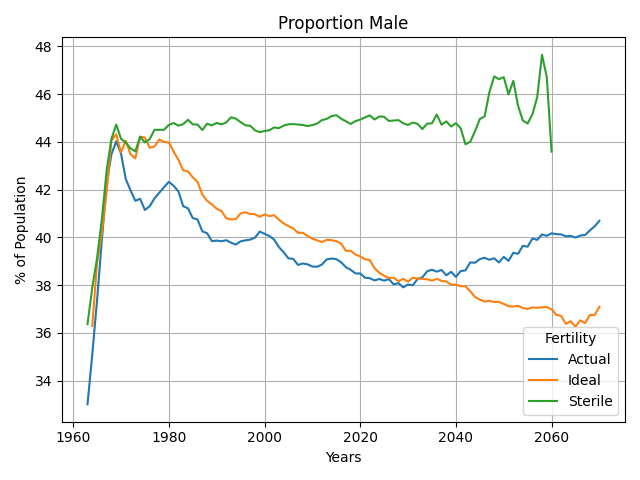 Proportion Male
% of Population
48
46
44
42
40
38
36
34
1960
1980
2000
2020
2040
2060
Years
Fertility
Actual
Ideal
Sterile